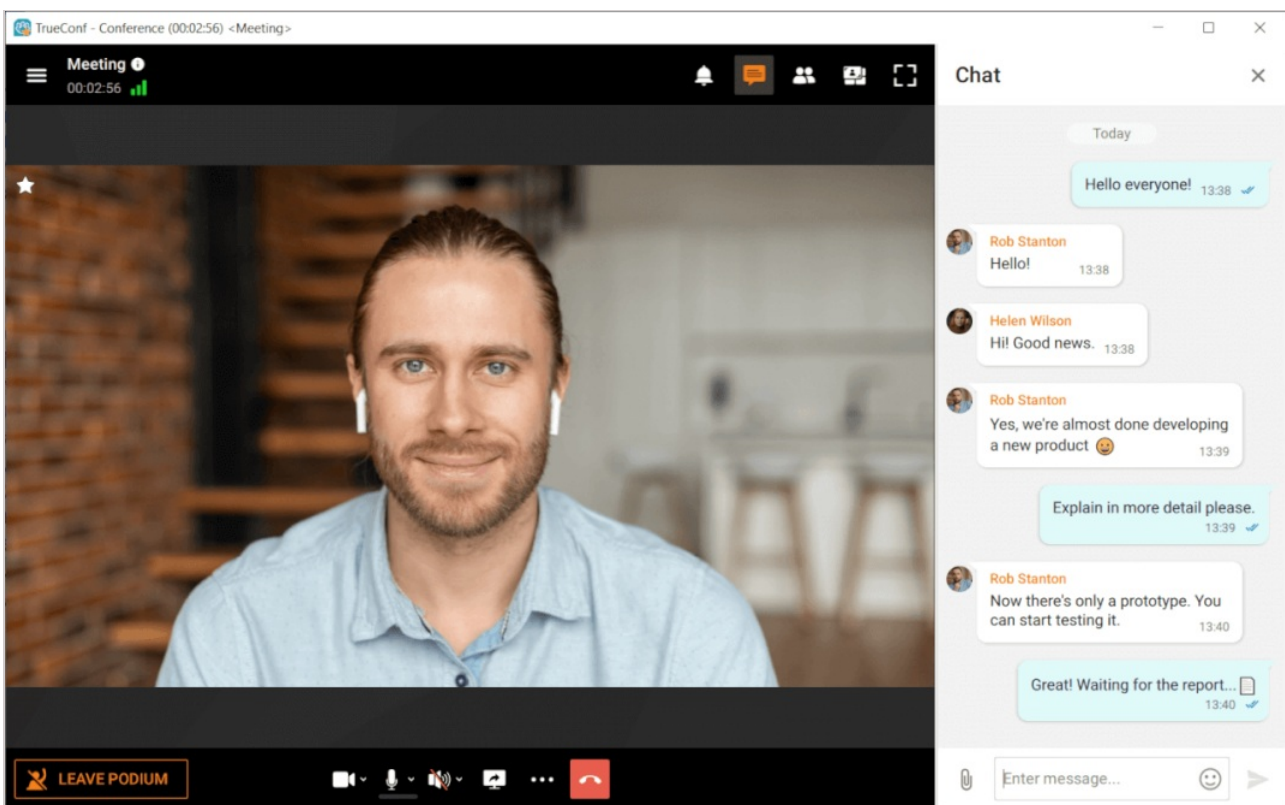 TrueConf - Conference (00:02:56) <Meeting>
Meeting
00:02:56
LEAVE PODIUM
Chat
Today
Hello everyone! 13:38
Rob Stanton
Hello! 13:38
Helen Wilson
Hi! Good news. 13:38
Rob Stanton
Yes, we're almost done developing
a new product 13:39
Explain in more detail please.
13:39
Rob Stanton
Now there's only a prototype. You
can start testing it. 13:40
Great! Waiting for the report...
13:40
Enter message...